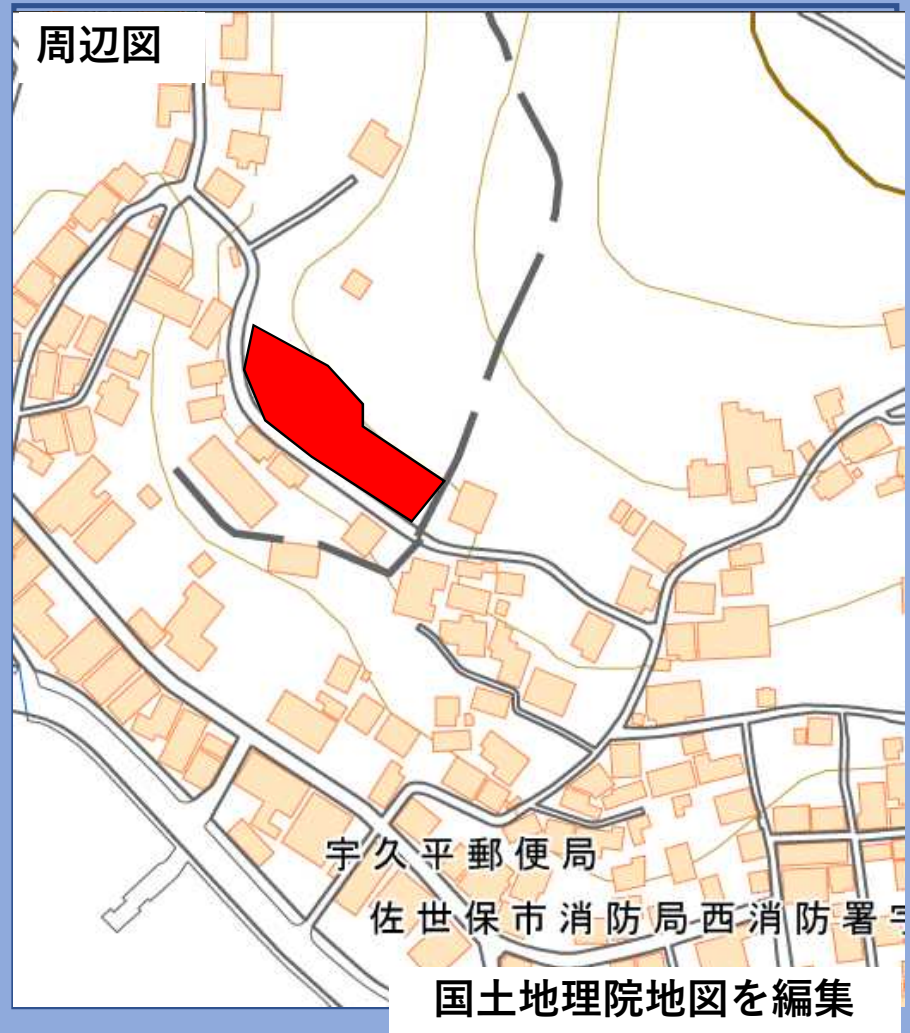 周辺図
宇久平郵便局
佐世保市消防局西消防署宇
国土地理院地図を編集